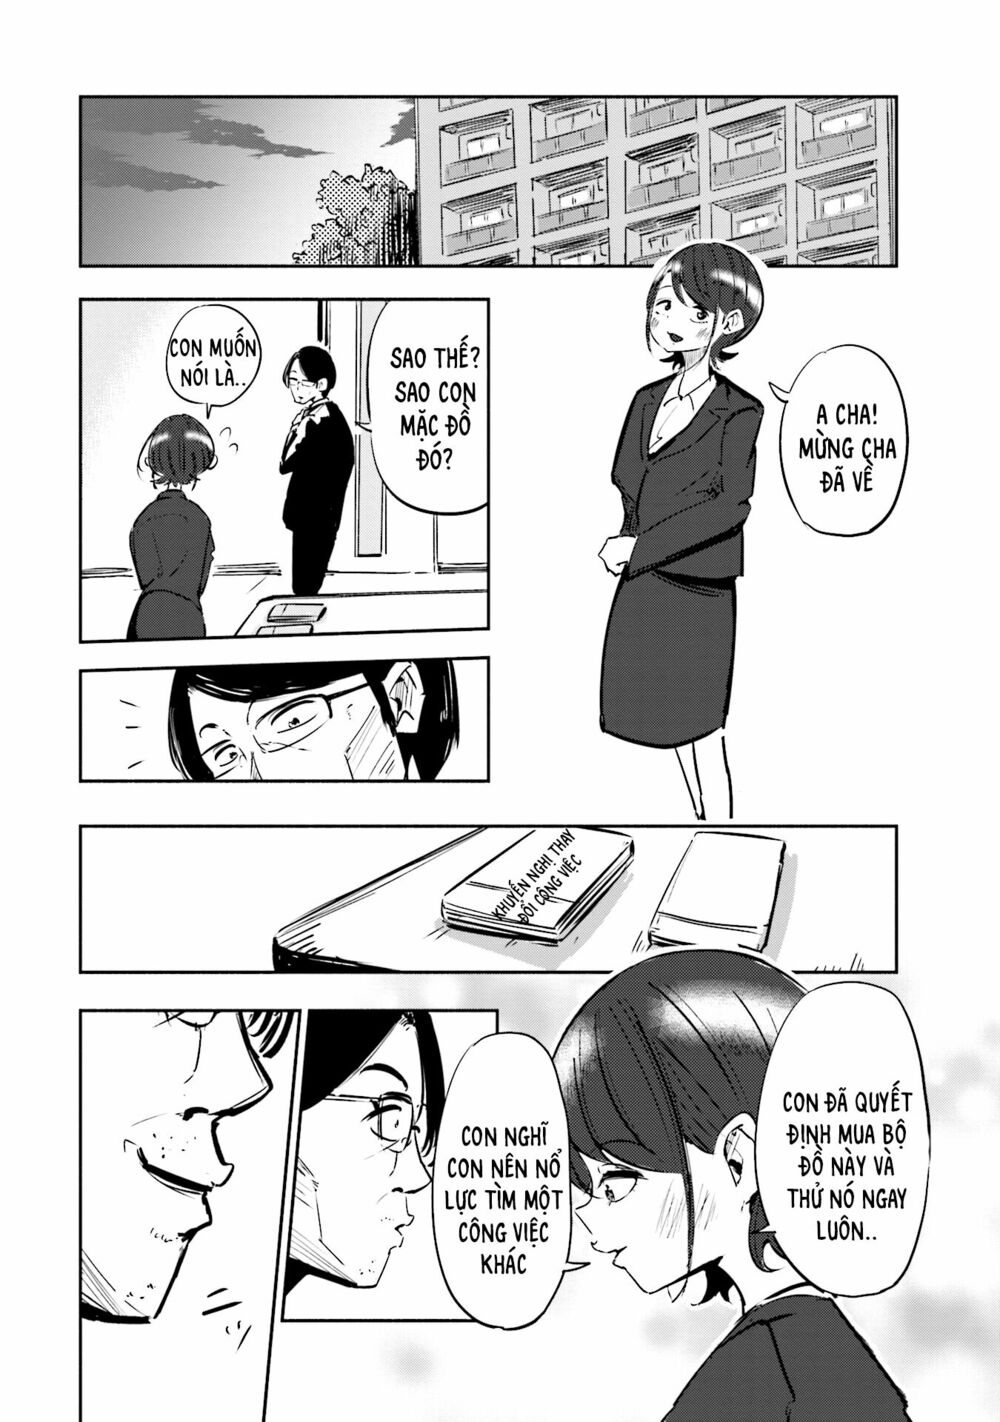 A CHA!
MỪNG CHA
ĐÃ VỀ
SAO THẾ?
SAO CON
MẶC ĐỒ
ĐÓ?
CON MUỐN
NÓI LÀ..
KHUYẾN NGHỊ THAY
ĐỔI CÔNG VIỆC
CON ĐÃ QUYẾT
ĐỊNH MUA BỘ
ĐỒ NÀY VÀ
THỬ NÓ NGAY
LUÔN..
CON NGHĨ
CON NÊN NỔ
LỰC TÌM MỘT
CÔNG VIỆC
KHÁC